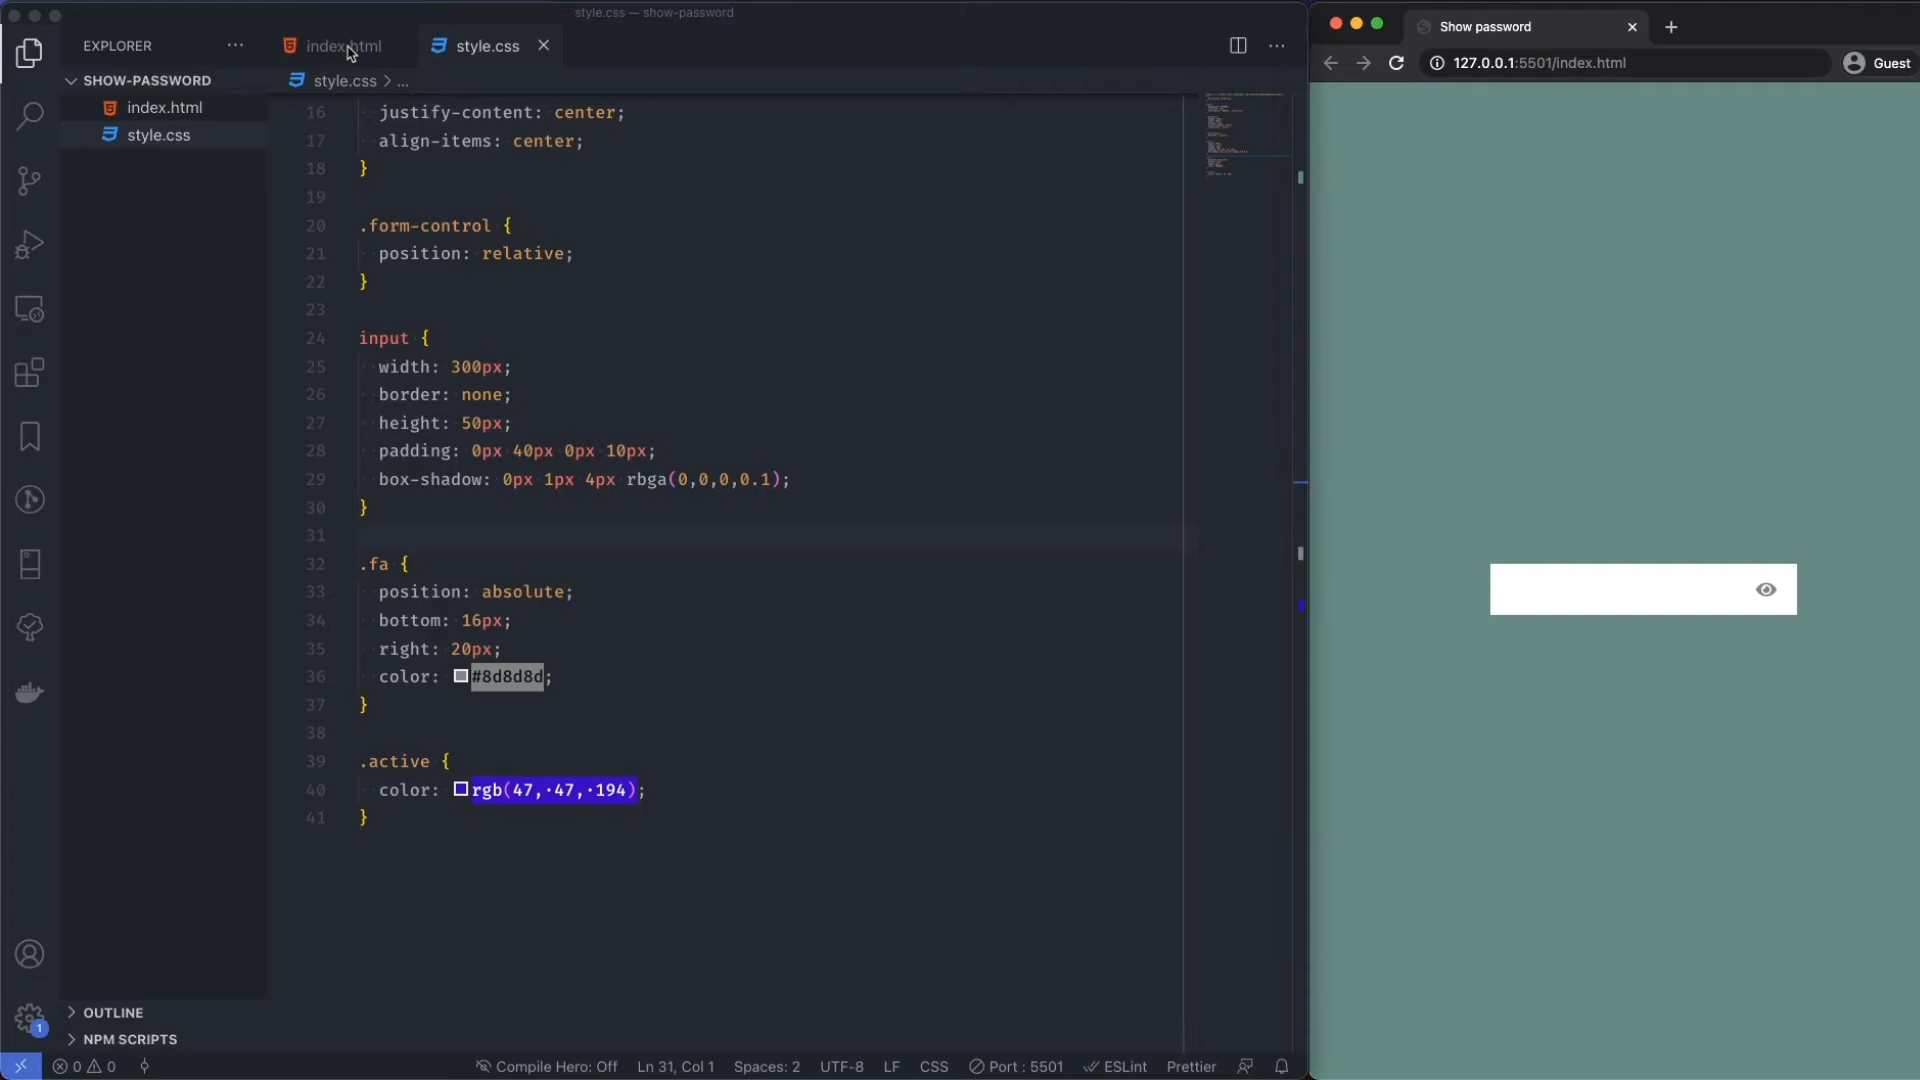 style.css — show-password
EXPLORER
index.html
style.css
SHOW-PASSWORD
index.html
style.css
style.css > ...
16 justify-content: center;
17 align-items: center;
18 }
19
20 .form-control {
21 position: relative;
22 }
23
24 input {
25 width: 300px;
26 border: none;
27 height: 50px;
28 padding: 0px 40px 0px 10px;
29 box-shadow: 0px 1px 4px rbga(0,0,0,0.1);
30 }
31
32 .fa {
33 position: absolute;
34 bottom: 16px;
35 right: 20px;
36 color: #8d8d8d;
37 }
38
39 .active {
40 color: rgb(47,·47,·194);
41 }
OUTLINE
NPM SCRIPTS
1
0 0
Compile Hero: Off
Ln 31, Col 1
Spaces: 2
UTF-8
LF
CSS
Port : 5501
ESLint
Prettier
Show password
127.0.0.1:5501/index.html
Guest